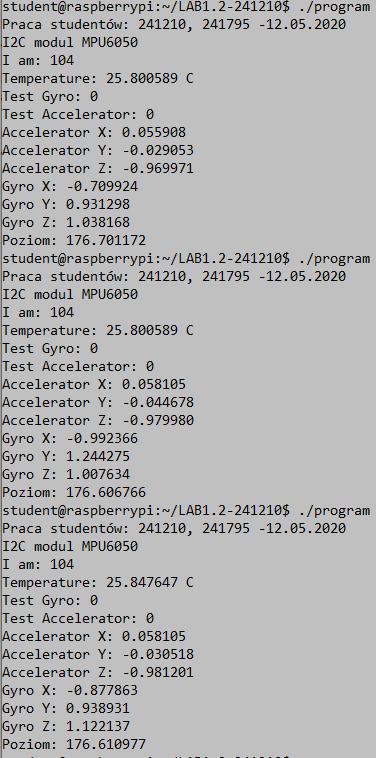 student@raspberrypi:~/LAB1.2-241210$ ./program
Praca studentów: 241210, 241795 -12.05.2020
I2C modul MPU6050
I am: 104
Temperature: 25.800589 C
Test Gyro: 0
Test Accelerator: 0
Accelerator X: 0.055908
Accelerator Y: -0.029053
Accelerator Z: -0.969971
Gyro X: -0.709924
Gyro Y: 0.931298
Gyro Z: 1.038168
Poziom: 176.701172
student@raspberrypi:~/LAB1.2-241210$ ./program
Praca studentów: 241210, 241795 -12.05.2020
I2C modul MPU6050
I am: 104
Temperature: 25.800589 C
Test Gyro: 0
Test Accelerator: 0
Accelerator X: 0.058105
Accelerator Y: -0.044678
Accelerator Z: -0.979980
Gyro X: -0.992366
Gyro Y: 1.244275
Gyro Z: 1.007634
Poziom: 176.606766
student@raspberrypi:~/LAB1.2-241210$ ./program
Praca studentów: 241210, 241795 -12.05.2020
I2C modul MPU6050
I am: 104
Temperature: 25.847647 C
Test Gyro: 0
Test Accelerator: 0
Accelerator X: 0.058105
Accelerator Y: -0.030518
Accelerator Z: -0.981201
Gyro X: -0.877863
Gyro Y: 0.938931
Gyro Z: 1.122137
Poziom: 176.610977